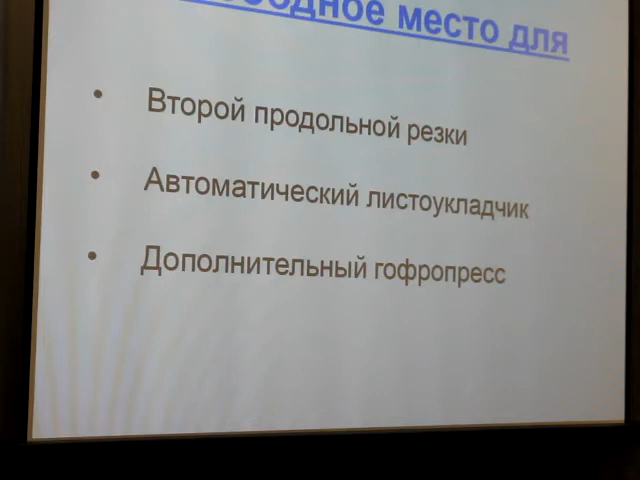 место для
Второй продольной резки
Автоматический листоукладчик
Дополнительный гофропресс